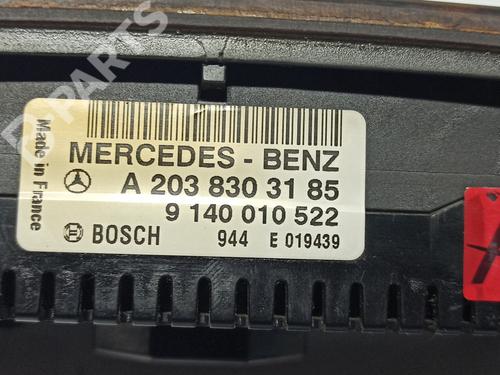 MERCEDES - BENZ
A 203 830 31 85
9 140 010 522
BOSCH 944 E 019439
Made in France
PARTS